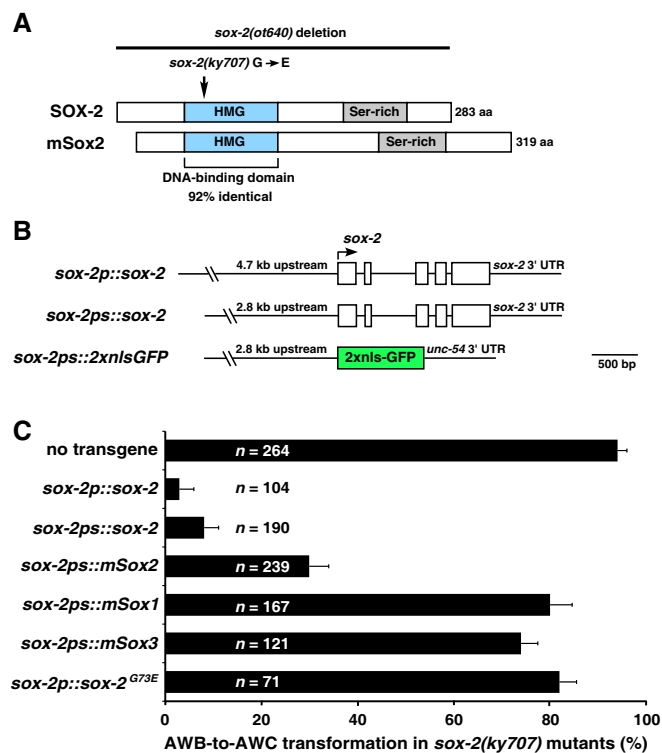 A
sox-2(ot640) deletion
sox-2(ky707) G → E
SOX-2 HMG Ser-rich 283 aa
mSox2 HMG Ser-rich 319 aa
DNA-binding domain
92% identical
B
sox-2
sox-2p::sox-2 4.7 kb upstream sox-2 3' UTR
sox-2ps::sox-2 2.8 kb upstream sox-2 3' UTR
sox-2ps::2xnlsGFP 2.8 kb upstream 2xnls-GFP unc-54 3' UTR
500 bp
C
no transgene n = 264
sox-2p::sox-2 n = 104
sox-2ps::sox-2 n = 190
sox-2ps::mSox2 n = 239
sox-2ps::mSox1 n = 167
sox-2ps::mSox3 n = 121
sox-2p::sox-2 G73E n = 71
0 20 40 60 80 100
AWB-to-AWC transformation in sox-2(ky707) mutants (%)